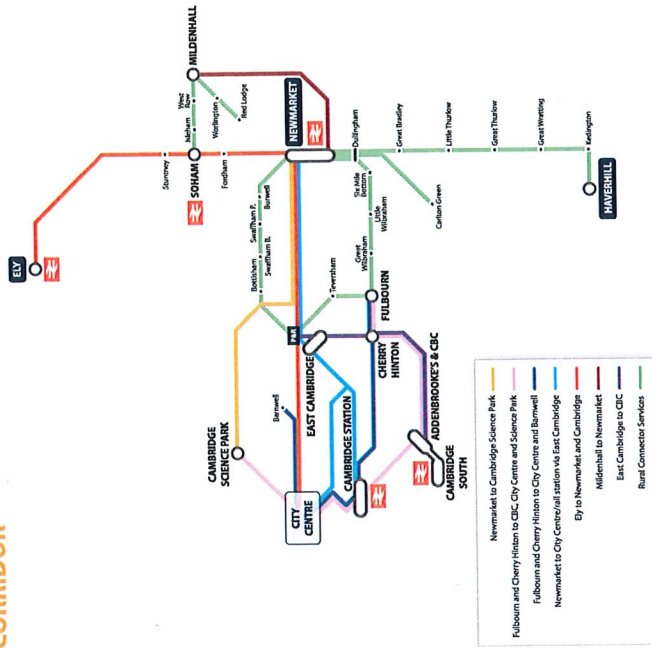 CORRIDOR
ELY
Stuntney
SOHAM
Fordham
Isleham
West
Row
Worlington
Red Lodge
MILDENHALL
NEWMARKET
Burwell
Swaffham P.
Swaffham B.
Bottisham
Teversham
Great
Wilbraham
Little
Wilbraham
Six Mile
Bottom
Dullingham
Carlton Green
Great Bradley
Little Thurlow
Great Thurlow
Great Wratting
Kedington
HAVERHILL
FULBOURN
CHERRY
HINTON
P&R
EAST CAMBRIDGE
Barnwell
CAMBRIDGE
SCIENCE PARK
CITY
CENTRE
CAMBRIDGE STATION
ADDENBROOKE'S & CBC
CAMBRIDGE
SOUTH
Newmarket to Cambridge Science Park
Fulbourn and Cherry Hinton to CBC, City Centre and Science Park
Fulbourn and Cherry Hinton to City Centre and Barnwell
Newmarket to City Centre/rail station via East Cambridge
Ely to Newmarket and Cambridge
Mildenhall to Newmarket
East Cambridge to CBC
Rural Connector Services